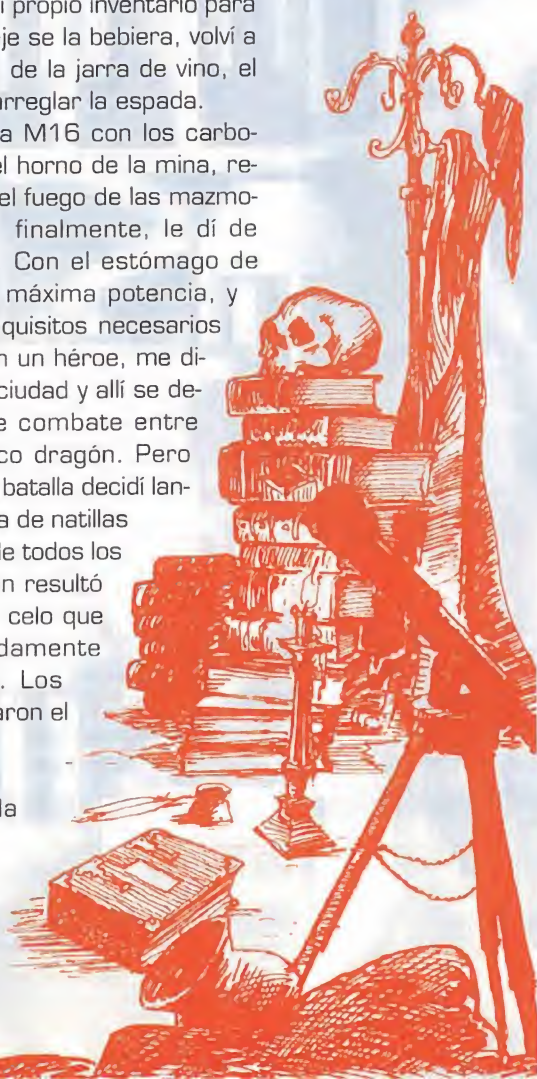 i propio inventario para
je se la bebiera, volví a
de la jarra de vino, el
arreglar la espada.
a M16 con los carbo-
el horno de la mina, re-
el fuego de las mazmo-
finalmente, le dí de
Con el estómago de
máxima potencia, y
quisitos necesarios
n un héroe, me di-
ciudad y allí se de-
e combate entre
co dragón. Pero
batalla decidí lan-
a de natillas
de todos los
n resultó
celo que
damente
. Los
aron el
la